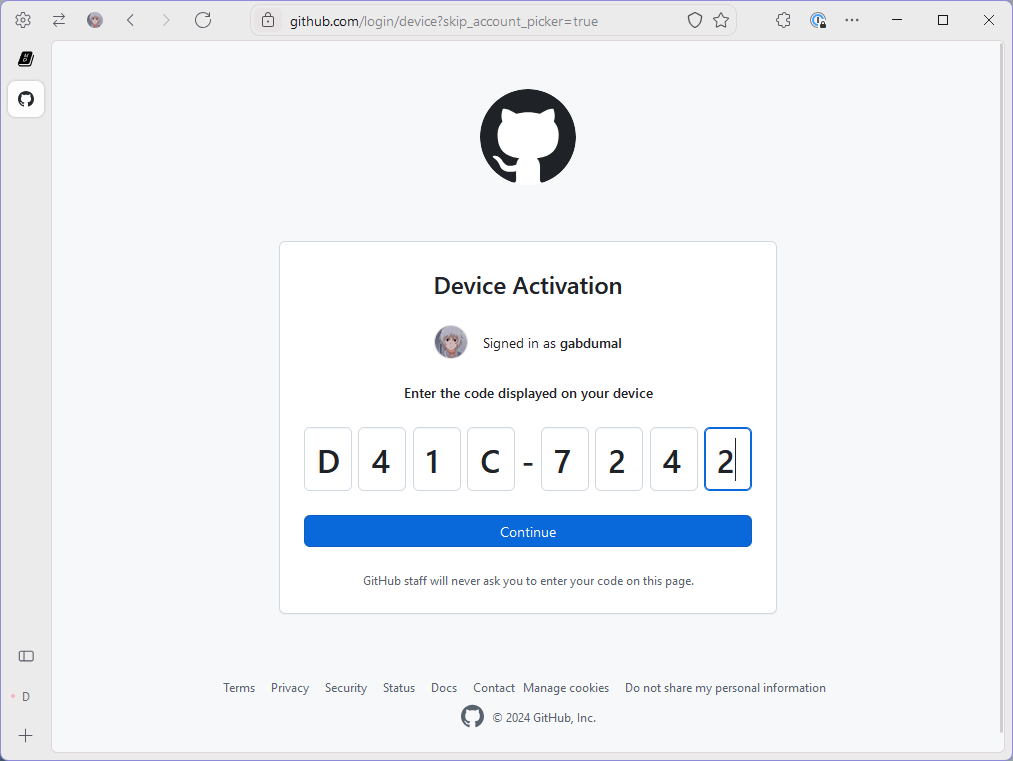 github.com/login/device?skip_account_picker=true
Device Activation
Signed in as gabdumal
Enter the code displayed on your device
D 4 1 C - 7 2 4 2
Continue
GitHub staff will never ask you to enter your code on this page.
D
Terms Privacy Security Status Docs Contact Manage cookies Do not share my personal information
© 2024 GitHub, Inc.